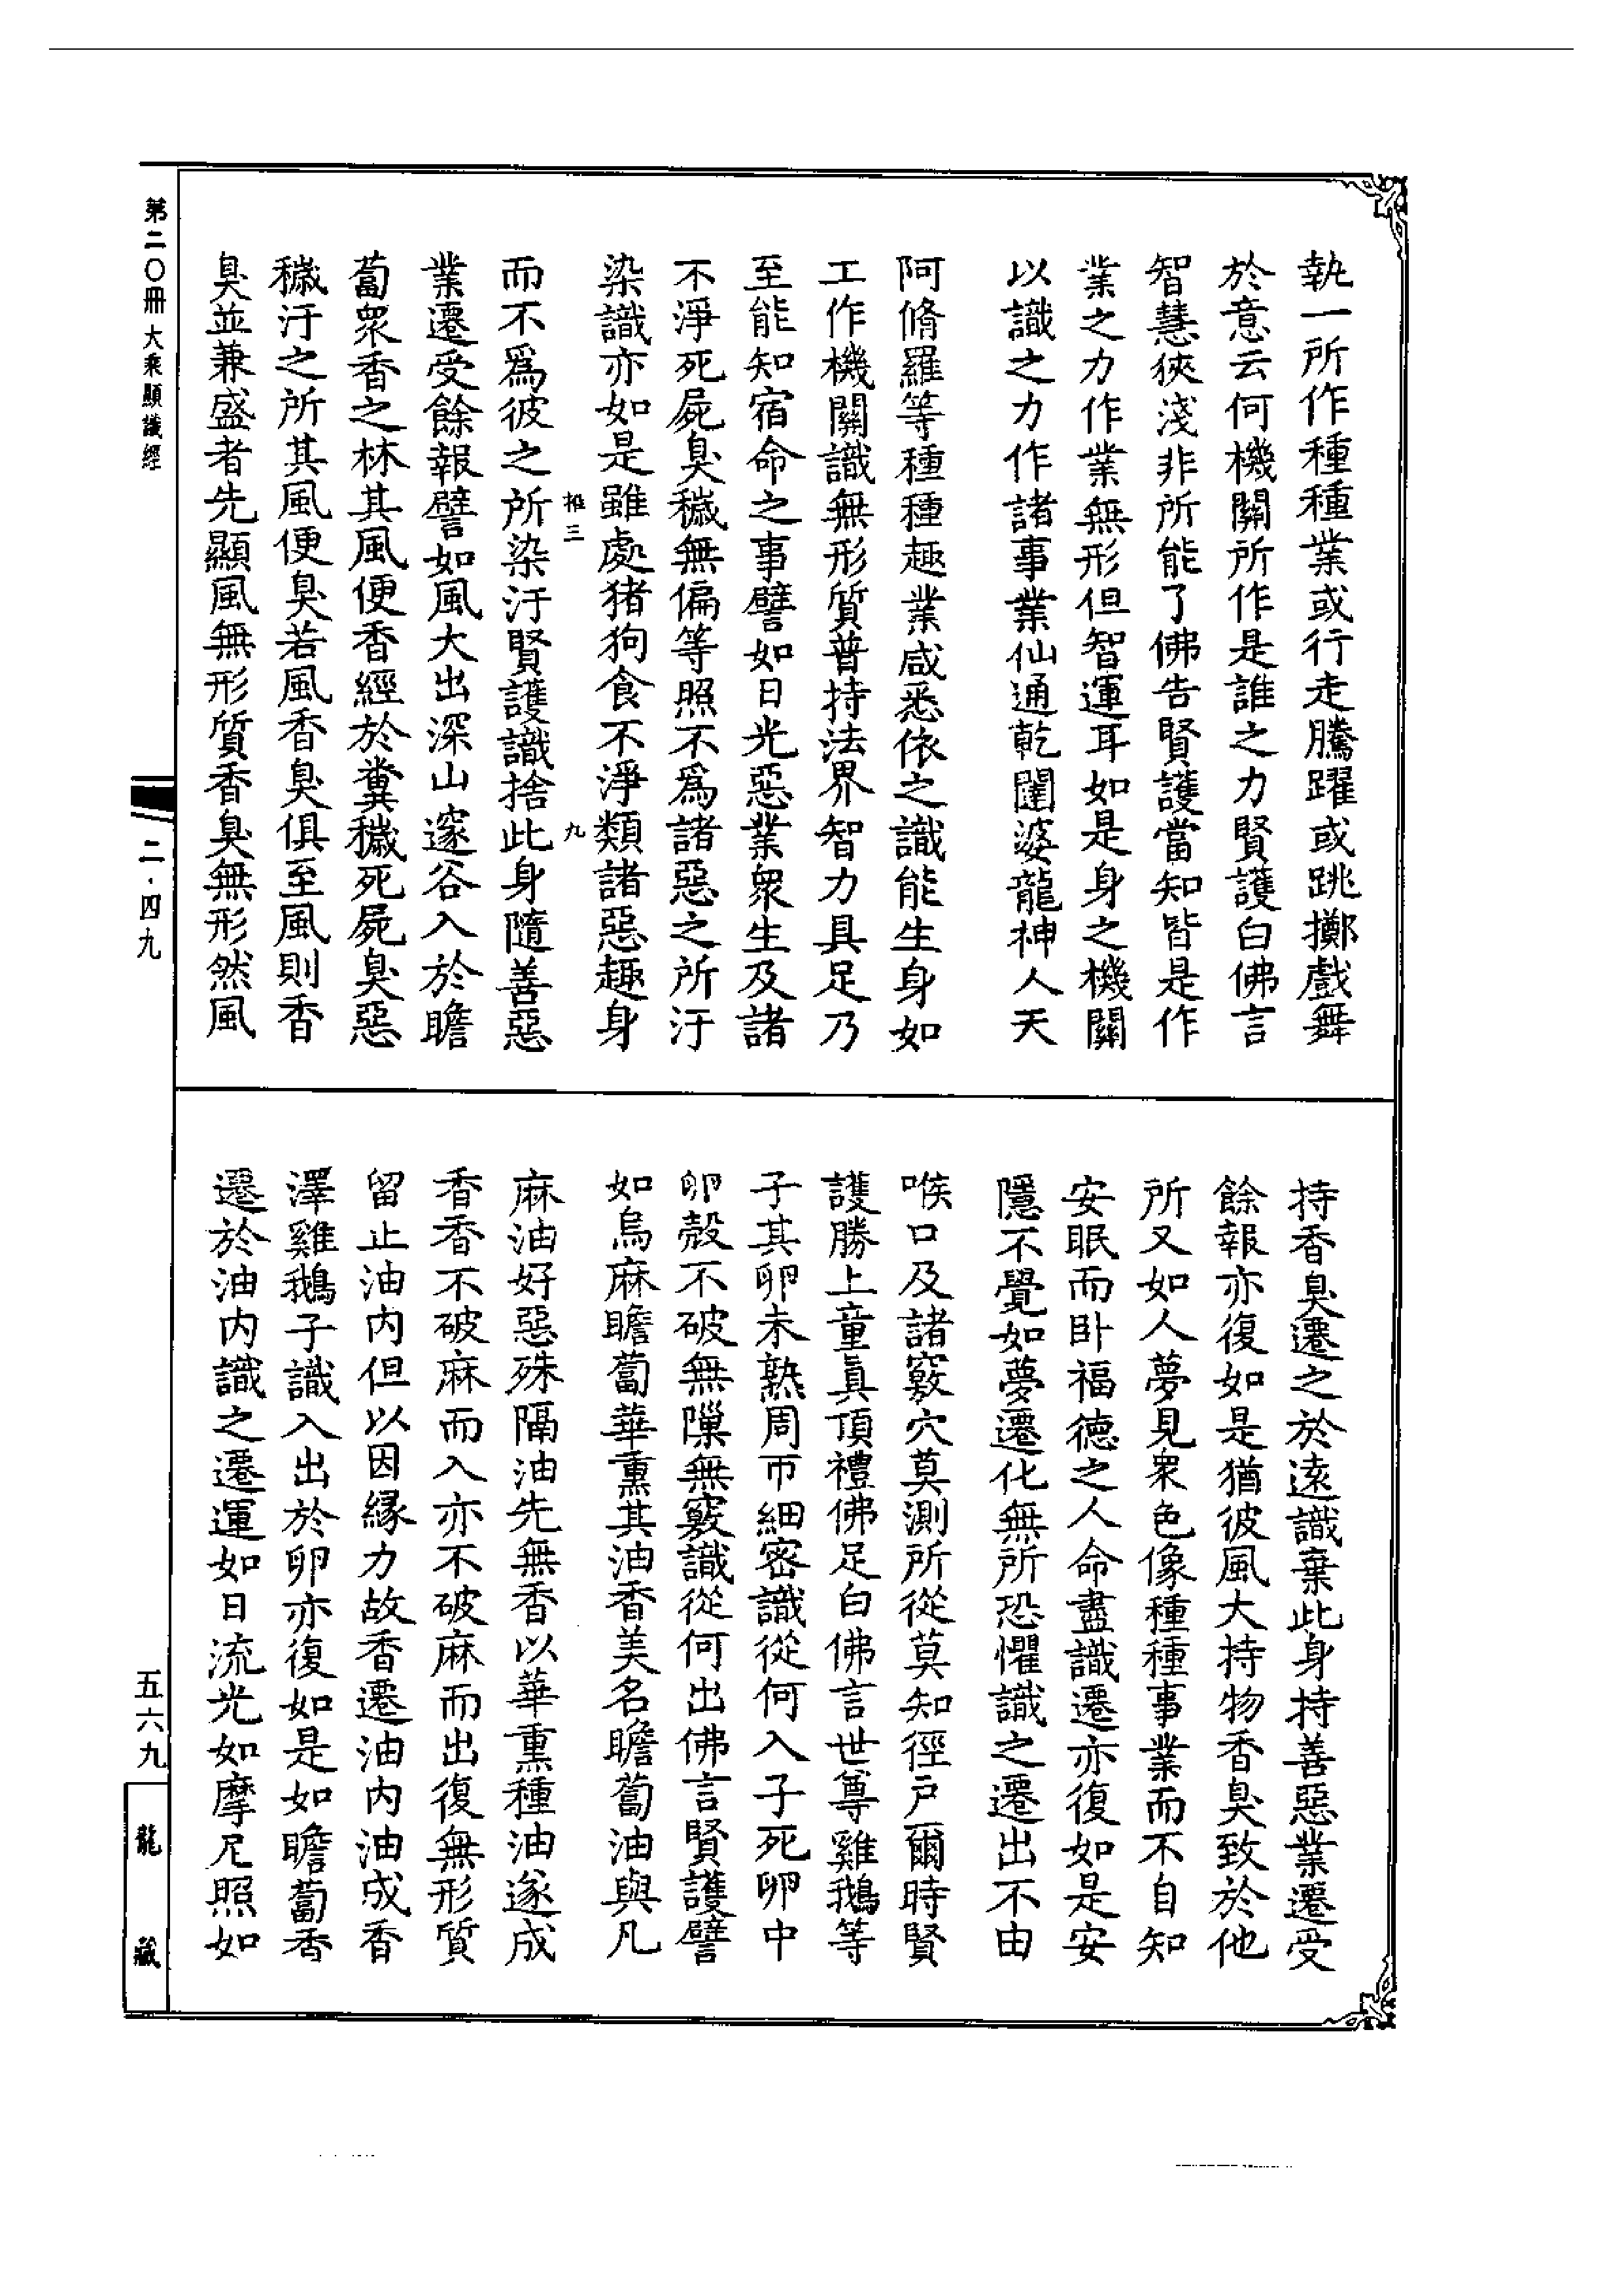 執一所作種種業或行走騰躍或跳擲戲舞
於意云何機關所作是誰之力賢護白佛言
智慧狹淺非所能了佛告賢護當知皆是作
業之力作業無形但智運耳如是身之機關
以識之力作諸事業仙通乾闥婆龍神人天
阿脩羅等種種趣業咸悉依之識能生身如
工作機關識無形質普持法界智力具足乃
至能知宿命之事譬如日光惡業衆生及諸
不淨死屍臭穢無偏等照不爲諸惡之所汙
染識亦如是雖處猪狗食不淨類諸惡趣身
三
九
而不爲彼之所染汙賢護識捨此身隨善惡
業遷受餘報譬如風大出深山邃谷入於瞻
蔔衆香之林其風便香經於糞穢死屍臭惡
穢汙之所其風便臭若風香臭俱至風則香
臭並兼盛者先顯風無形質香臭無形然風
持香臭遷之於遠識棄此身持善惡業遷受
餘報亦復如是猶彼風大持物香臭致於他
所又如人夢見衆色像種種事業而不自知
安眠而卧福德之人命盡識遷亦復如是安
隱不覺如夢遷化無所恐懼識之遷出不由
喉口及諸竅穴莫測所從莫知徑戸爾時賢
護勝上童眞頂禮佛足白佛言世尊雞鵝等
子其卵未熟周帀細密識從何入子死卵中
卵殼不破無隟無竅識從何出佛言賢護譬
如烏麻瞻蔔華熏其油香美名瞻蔔油與凡
麻油好惡殊隔油先無香以華熏種油遂成
香香不破麻而入亦不破麻而出復無形質
留止油内但以因緣力故香遷油内油成香
澤雞鵝子識入出於卵亦復如是如瞻蔔香
遷於油内識之遷運如日流光如摩尼照如
第二〇冊 大乘顯識經
二·四九
五六九
龍藏